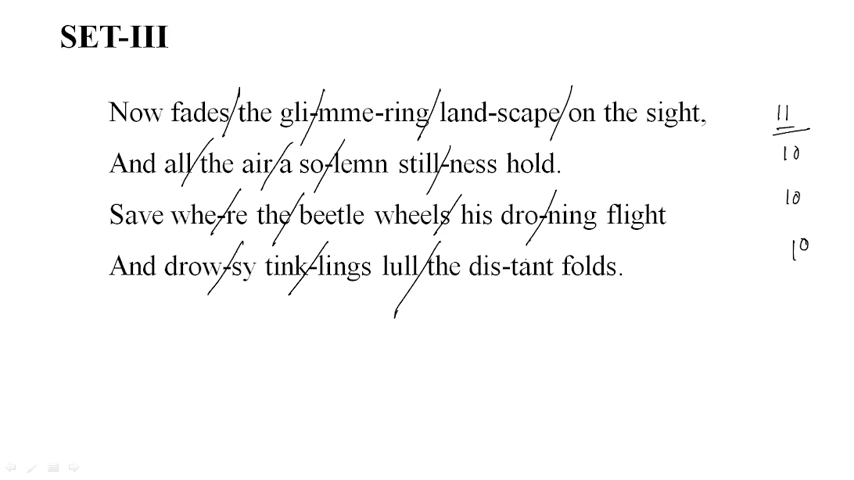 SET-III
Now fades/the gli-/mme-ring/land-scape/on the sight, 11
And all/the air/a so-/lemn still/-ness hold. 10
Save whe-/re the/beetle wheels/his dro-/ning flight 10
And drow-/sy tink-/lings lull/the dis-tant folds. 10